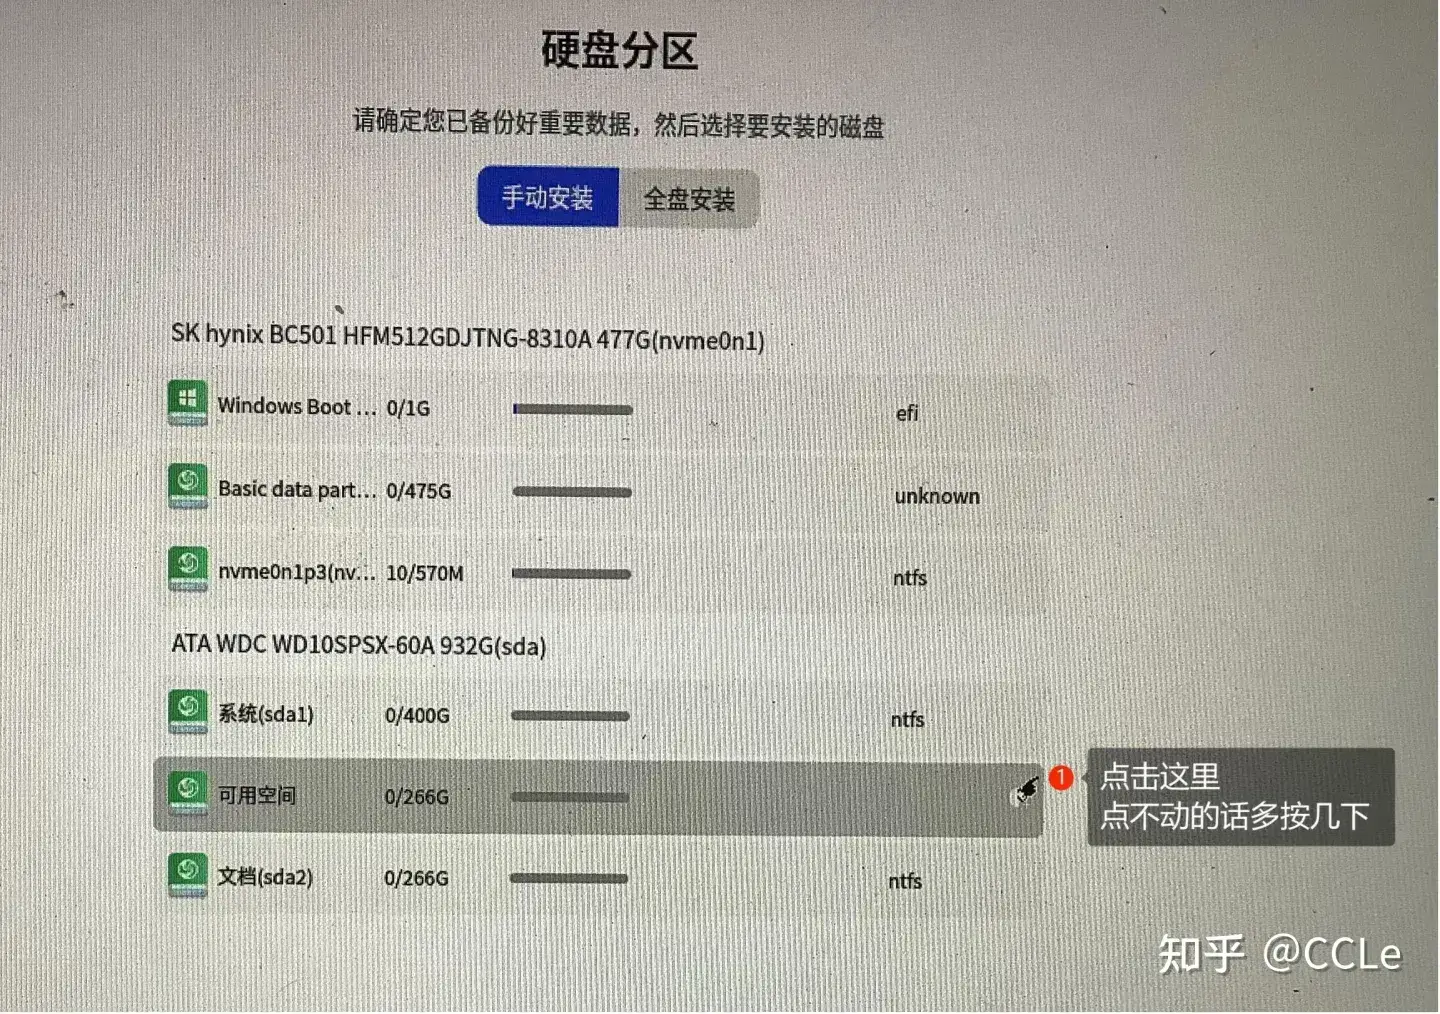 硬盘分区
请确定您已备份好重要数据，然后选择要安装的磁盘
手动安装 全盘安装
SK hynix BC501 HFM512GDJTNG-8310A 477G(nvme0n1)
Windows Boot ... 0/1G efi
Basic data part... 0/475G unknown
nvme0n1p3(nv... 10/570M ntfs
ATA WDC WD10SPSX-60A 932G(sda)
系统(sda1) 0/400G ntfs
可用空间 0/266G
1 点击这里
点不动的话多按几下
文档(sda2) 0/266G ntfs
知乎 @CCLe